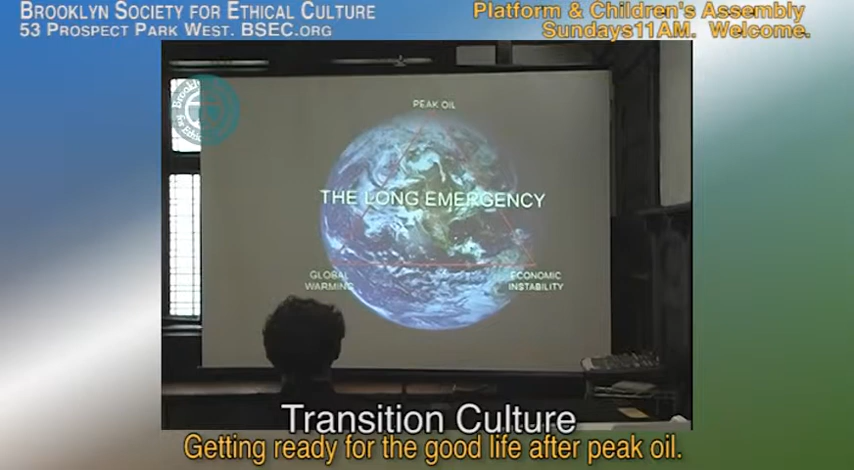 BROOKLYN SOCIETY FOR ETHICAL CULTURE
53 PROSPECT PARK WEST. BSEC.ORG
Platform & Children's Assembly
Sundays11AM. Welcome.
PEAK OIL
THE LONG EMERGENCY
GLOBAL
WARMING
ECONOMIC
INSTABILITY
Transition Culture
Getting ready for the good life after peak oil.